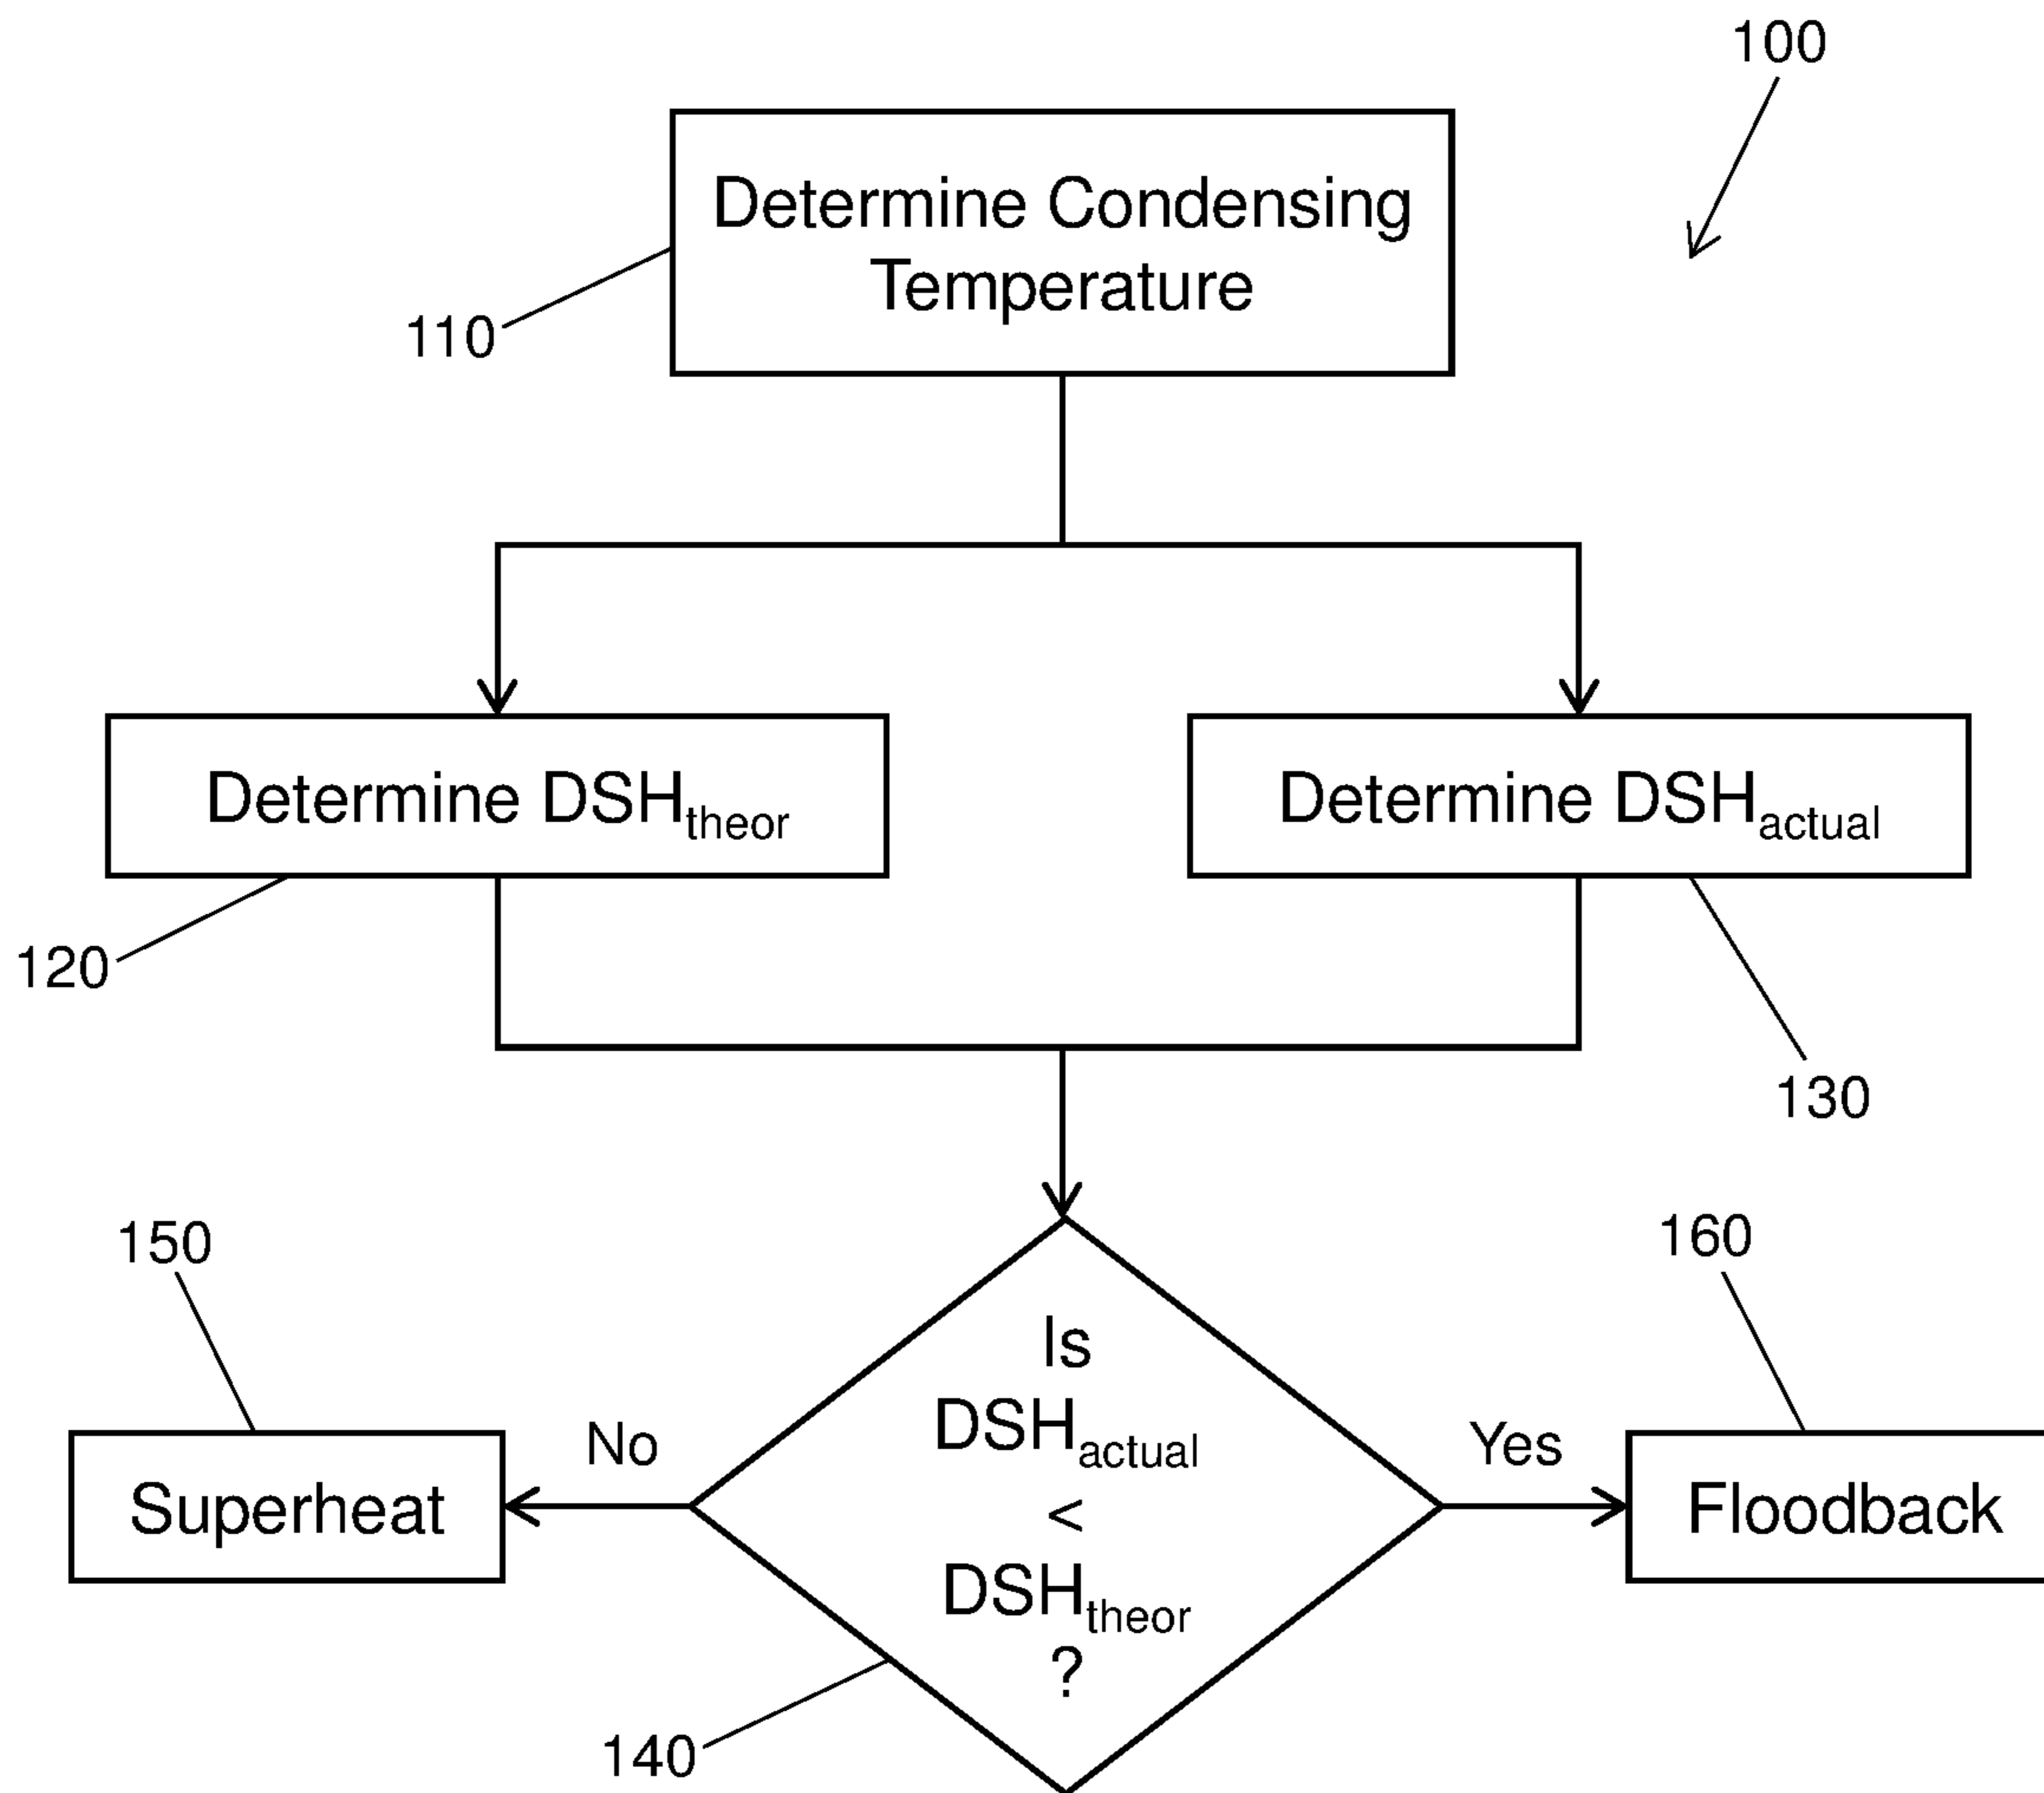 100
Determine Condensing
Temperature
110
Determine DSHtheor
Determine DSHactual
120
130
150
160
Is
DSHactual
<
DSHtheor
?
No
Yes
Superheat
Floodback
140